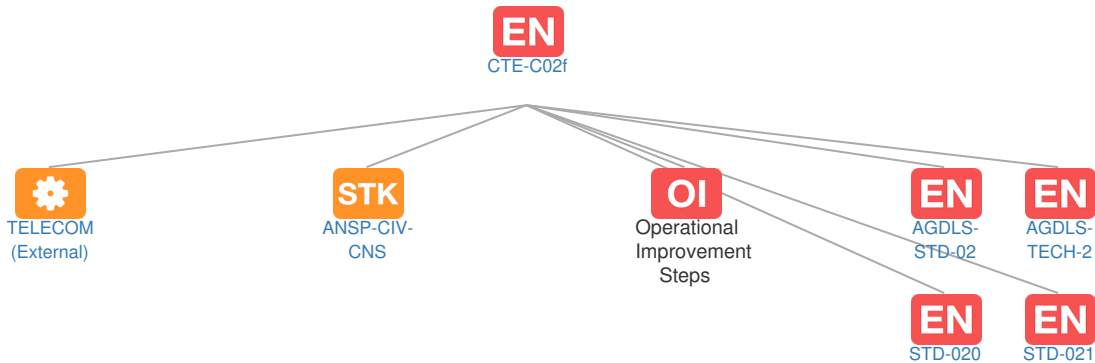 EN
CTE-C02f
STK
OI
EN
EN
TELECOM
(External)
ANSP-CIV-
CNS
Operational
Improvement
Steps
AGDLS-
STD-02
AGDLS-
TECH-2
EN
EN
STD-020
STD-021